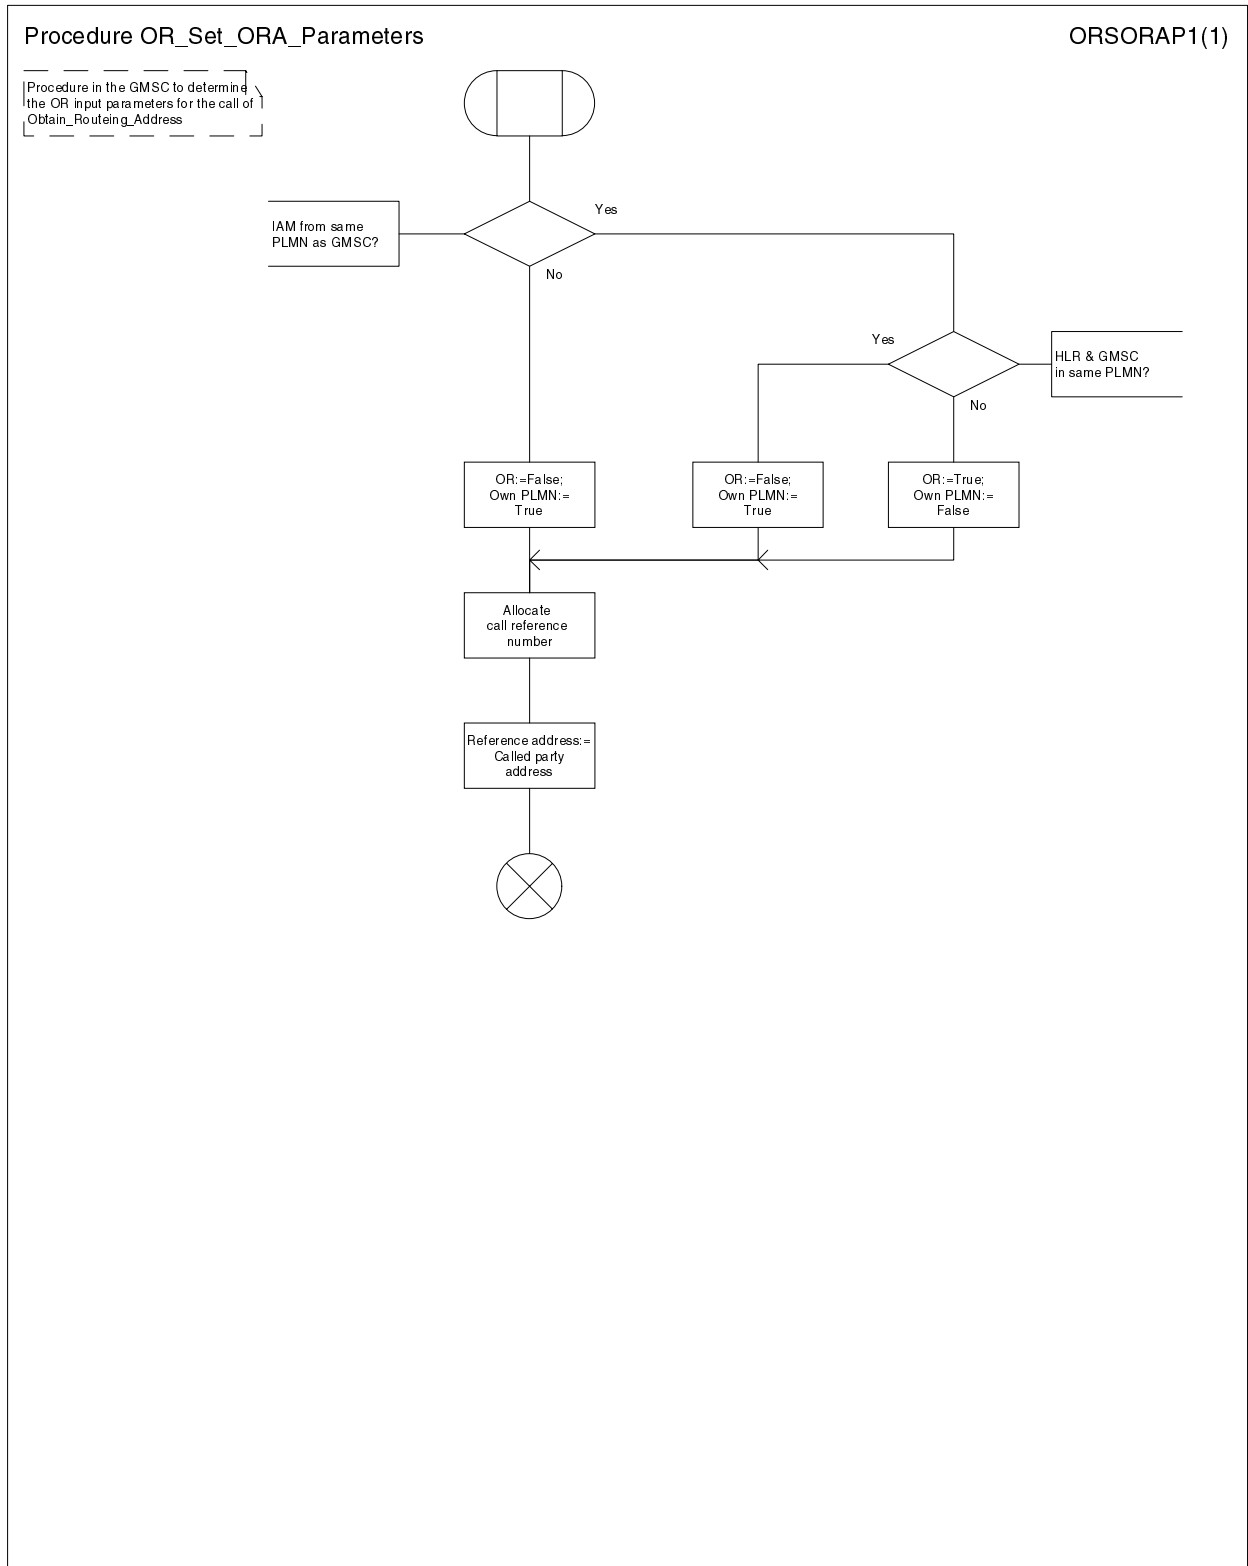 Procedure OR_Set_ORA_Parameters
ORSORAP1(1)
Procedure in the GMSC to determine
the OR input parameters for the call of
Obtain_Routeing_Address
IAM from same
PLMN as GMSC?
Yes
No
Yes
HLR & GMSC
in same PLMN?
No
OR:=False;
Own PLMN:=
True
OR:=False;
Own PLMN:=
True
OR:=True;
Own PLMN:=
False
Allocate
call reference
number
Reference address:=
Called party
address